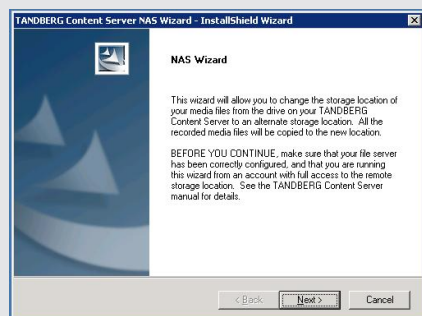 TANDBERG Content Server NAS Wizard - InstallShield Wizard
NAS Wizard
This wizard will allow you to change the storage location of
your media files from the drive on your TANDBERG
Content Server to an alternate storage location. All the
recorded media files will be copied to the new location.
BEFORE YOU CONTINUE, make sure that your file server
has been correctly configured, and that you are running
this wizard from an account with full access to the remote
storage location. See the TANDBERG Content Server
manual for details.
< Back Next > Cancel